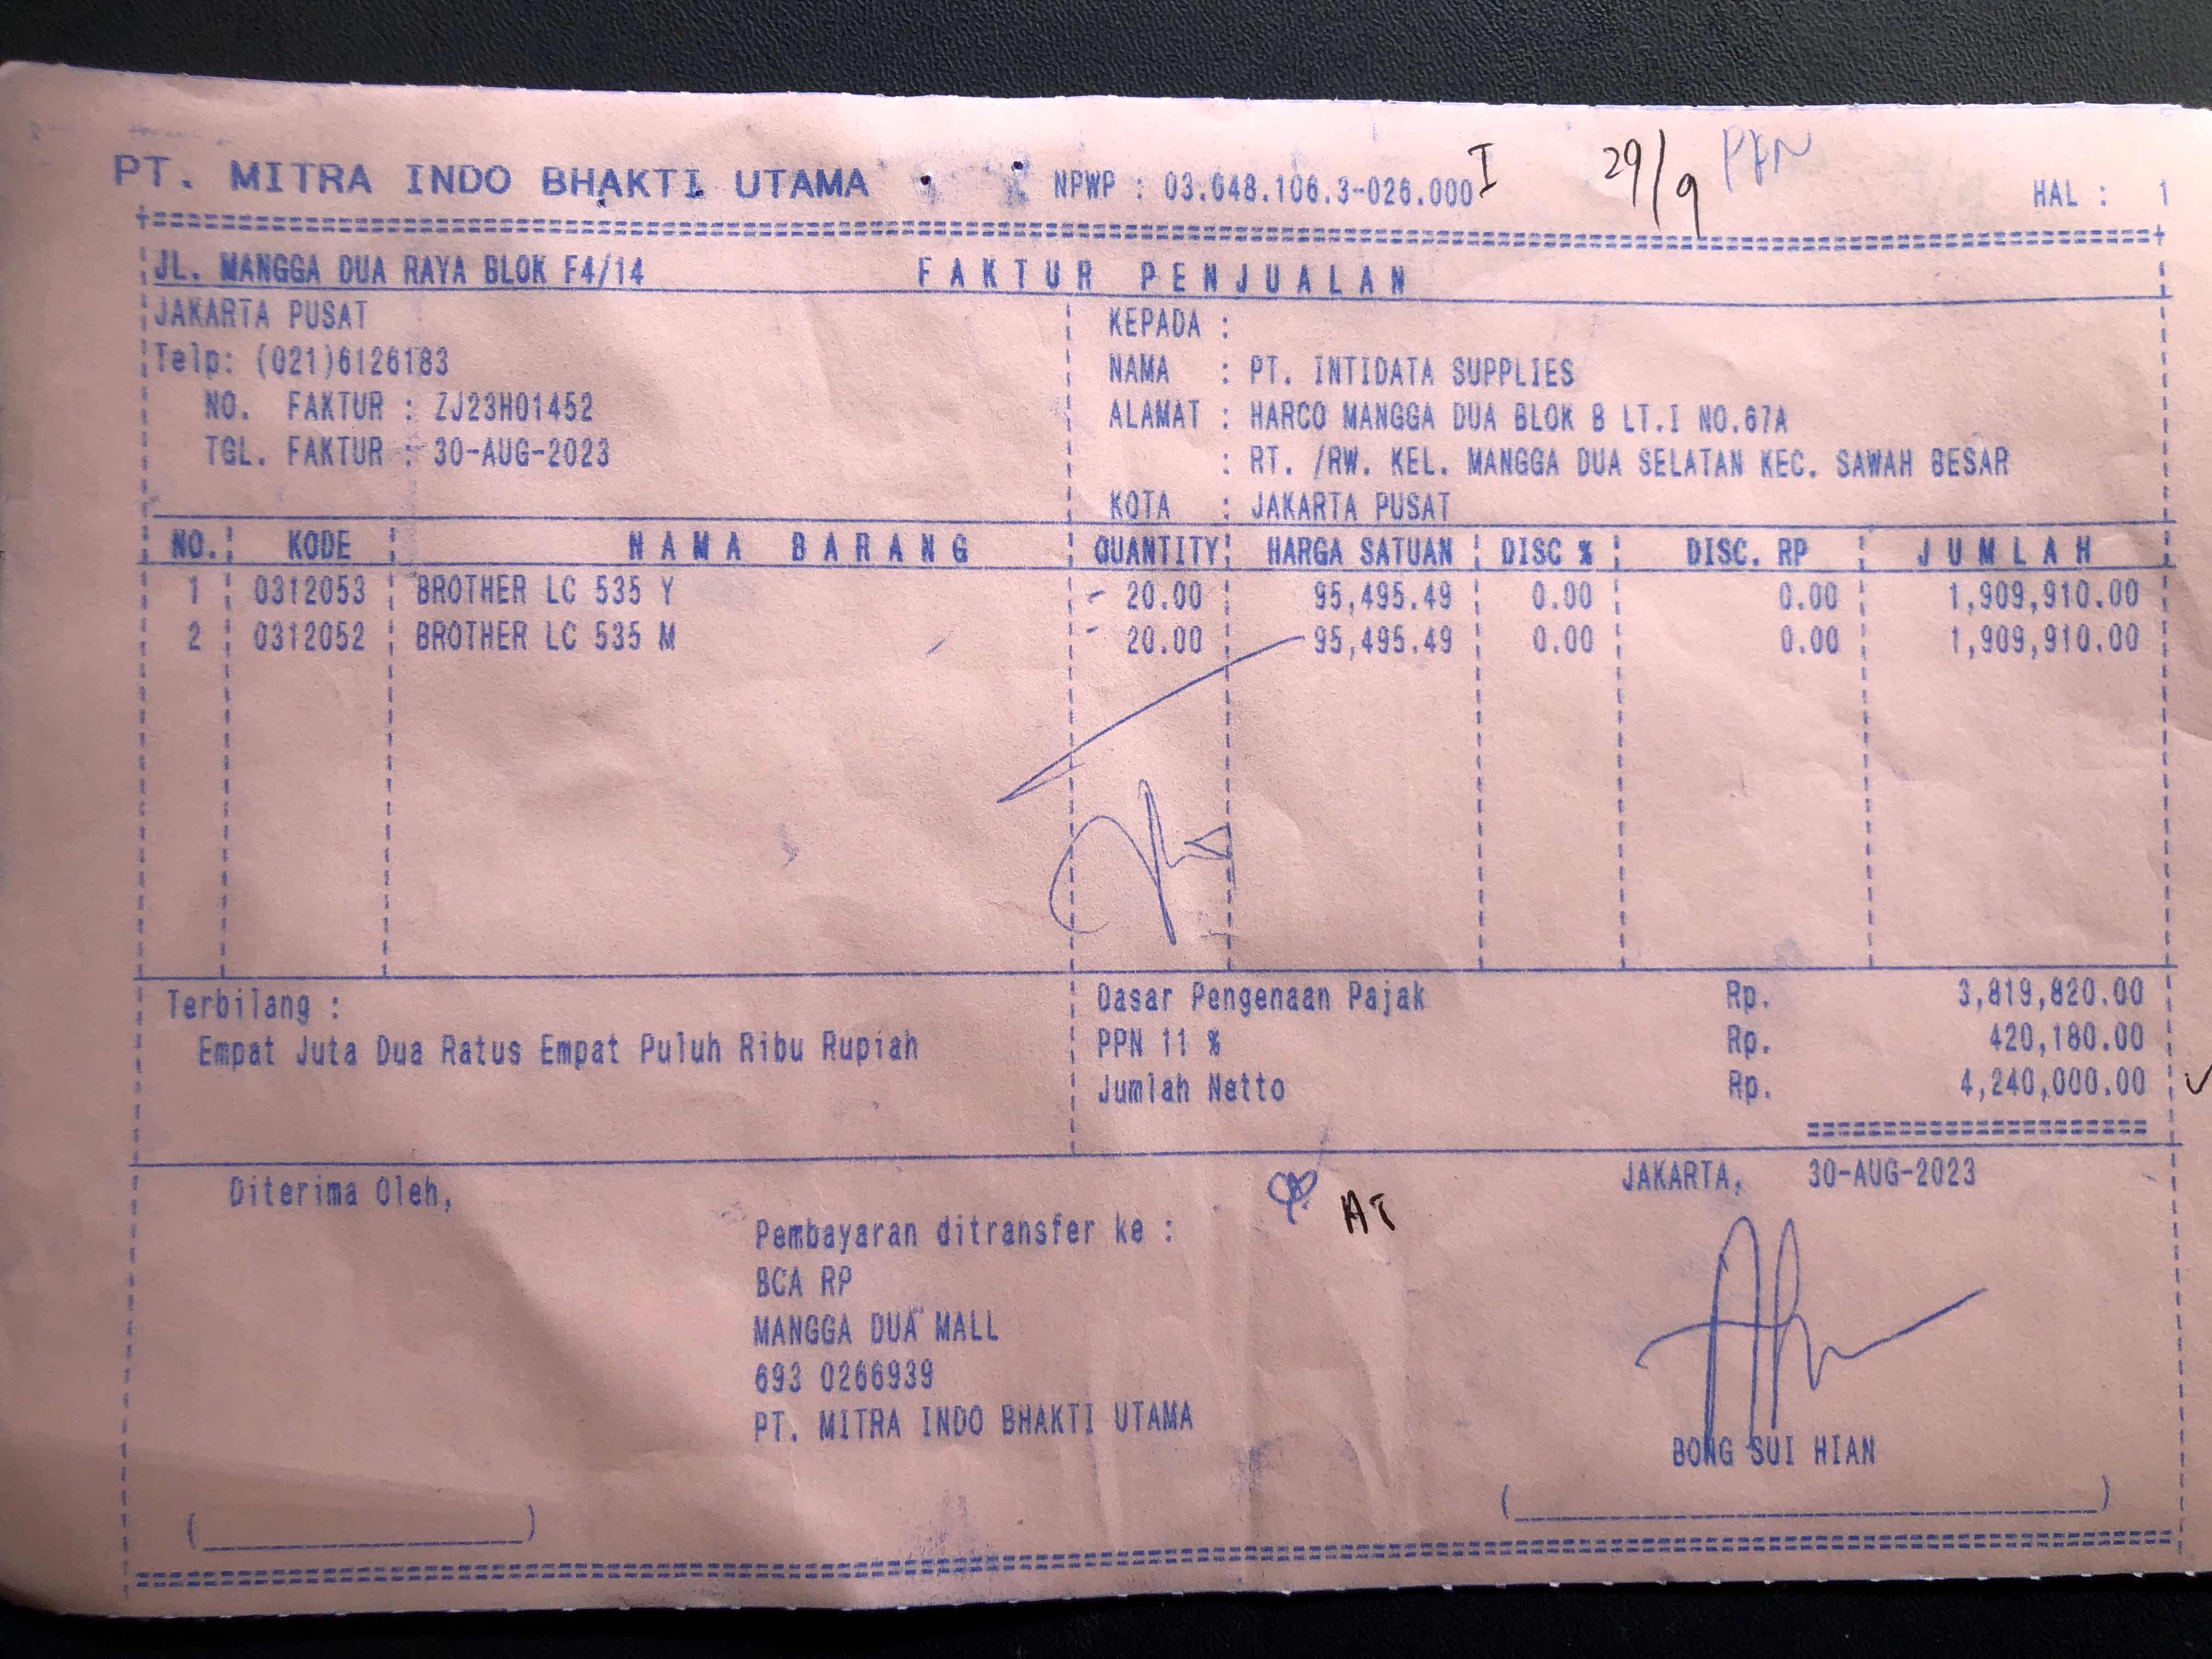 PT. MITRA INDO BHAKTI UTAMA NPWP : 03.048.106.3-026.000 I 29/9 PPN HAL : 1
JL. MANGGA DUA RAYA BLOK F4/14 FAKTUR PENJUALAN
JAKARTA PUSAT
Telp: (021)6126183
NO. FAKTUR : ZJ23H01452
TGL. FAKTUR : 30-AUG-2023
KEPADA :
NAMA : PT. INTIDATA SUPPLIES
ALAMAT : HARCO MANGGA DUA BLOK B LT.I NO.67A
: RT. /RW. KEL. MANGGA DUA SELATAN KEC. SAWAH BESAR
KOTA : JAKARTA PUSAT
NO. KODE NAMA BARANG QUANTITY HARGA SATUAN DISC % DISC. RP JUMLAH
1 0312053 BROTHER LC 535 Y 20.00 95,495.49 0.00 0.00 1,909,910.00
2 0312052 BROTHER LC 535 M 20.00 95,495.49 0.00 0.00 1,909,910.00
Terbilang :
Empat Juta Dua Ratus Empat Puluh Ribu Rupiah
Dasar Pengenaan Pajak Rp. 3,819,820.00
PPN 11 % Rp. 420,180.00
Jumlah Netto Rp. 4,240,000.00
Diterima Oleh,
Pembayaran ditransfer ke :
BCA RP
MANGGA DUA MALL
693 0266939
PT. MITRA INDO BHAKTI UTAMA
JAKARTA, 30-AUG-2023
BONG SUI HIAN